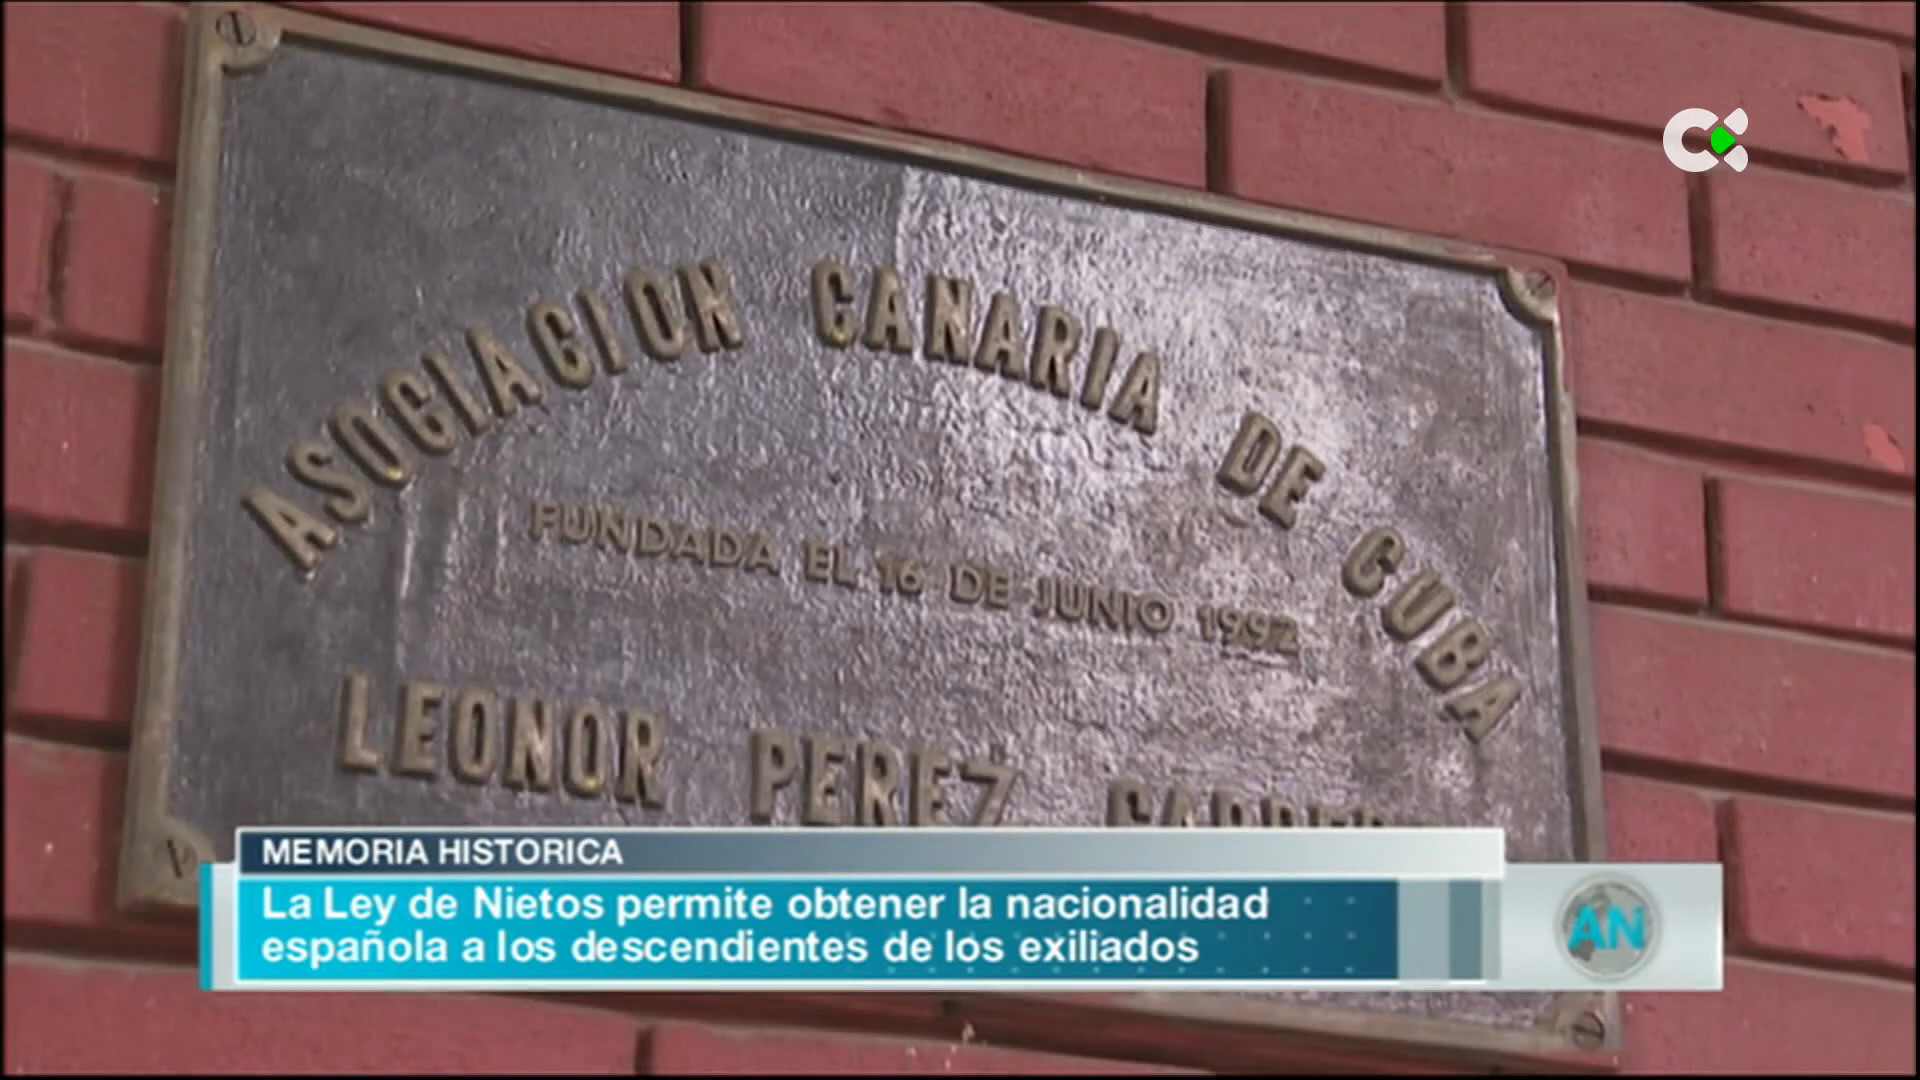 ASOCIACION CANARIA DE CUBA
FUNDADA EL 16 DE JUNIO 1992
LEONOR PEREZ
MEMORIA HISTORICA
La Ley de Nietos permite obtener la nacionalidad
española a los descendientes de los exiliados
AN